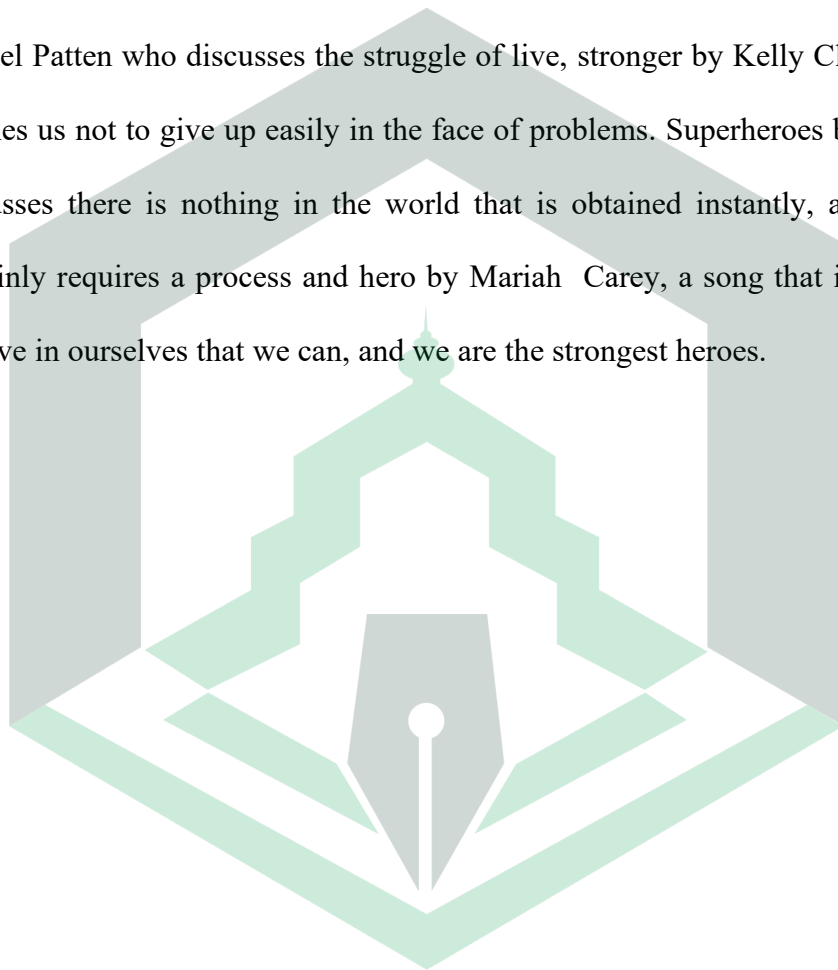 el Patten who discusses the struggle of live, stronger by Kelly Cl
es us not to give up easily in the face of problems. Superheroes b
sses there is nothing in the world that is obtained instantly, a
inly requires a process and hero by Mariah Carey, a song that i
ve in ourselves that we can, and we are the strongest heroes.